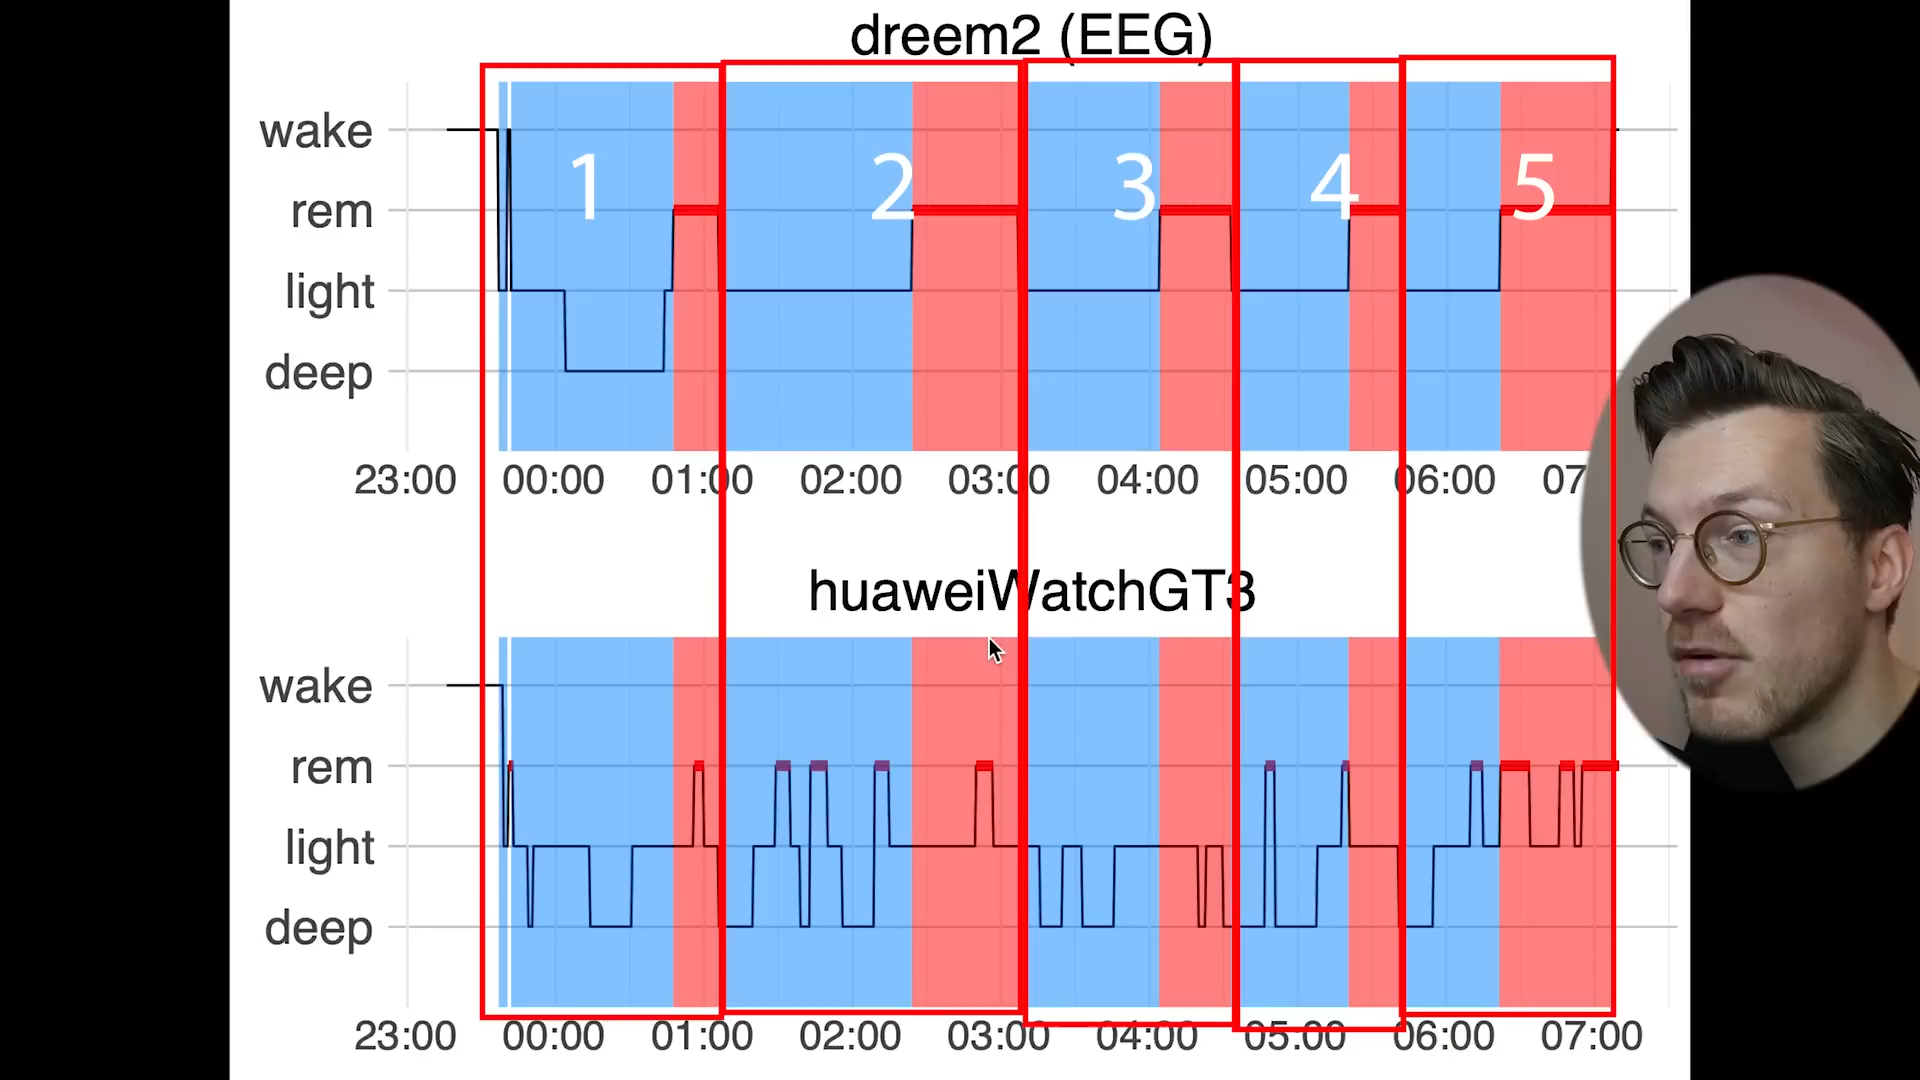 dreem2 (EEG)
wake
rem
light
deep
1 2 3 4 5
23:00 00:00 01:00 02:00 03:00 04:00 05:00 06:00 07
huaweiWatchGT3
wake
rem
light
deep
23:00 00:00 01:00 02:00 03:00 04:00 05:00 06:00 07:00